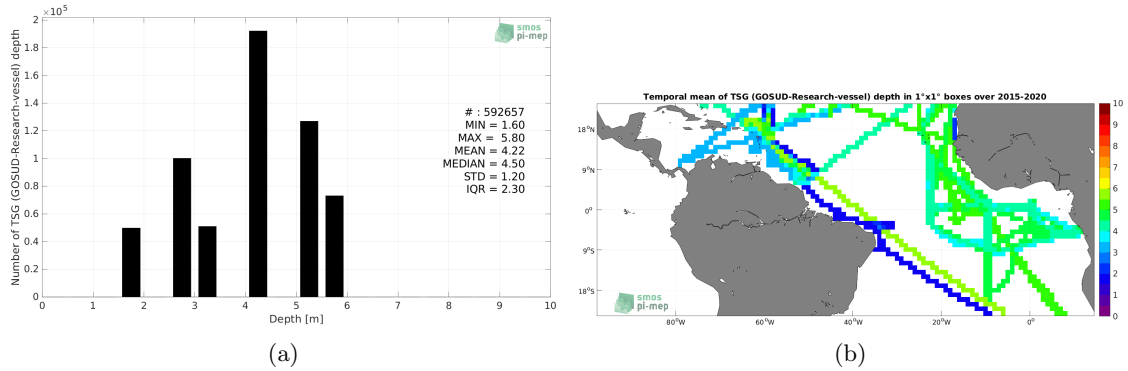 ×10⁵
2
1.8
1.6
1.4
1.2
1
0.8
0.6
0.4
0.2
0
Number of TSG (GOSUD-Research-vessel) depth
smos
pi-mep
# : 592657
MIN = 1.60
MAX = 5.80
MEAN = 4.22
MEDIAN = 4.50
STD = 1.20
IQR = 2.30
0 1 2 3 4 5 6 7 8 9 10
Depth [m]
(a)
Temporal mean of TSG (GOSUD-Research-vessel) depth in 1°x1° boxes over 2015-2020
18°N
9°N
0°
9°S
18°S
smos
pi-mep
80°W 60°W 40°W 20°W 0°
10
9
8
7
6
5
4
3
2
1
0
(b)